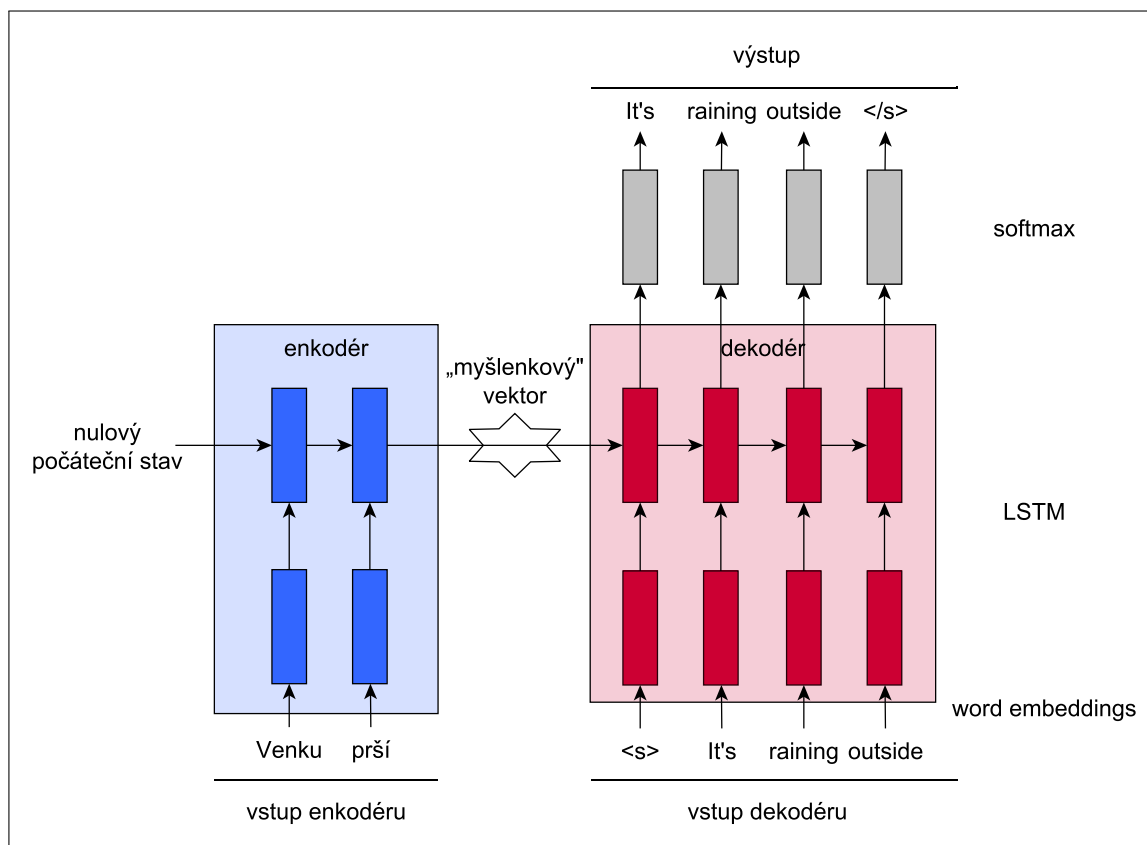 výstup
It's raining outside </s>
softmax
enkodér
dekodér
„myšlenkový"
vektor
nulový
počáteční stav
LSTM
word embeddings
Venku prší
<s> It's raining outside
vstup enkodéru
vstup dekodéru